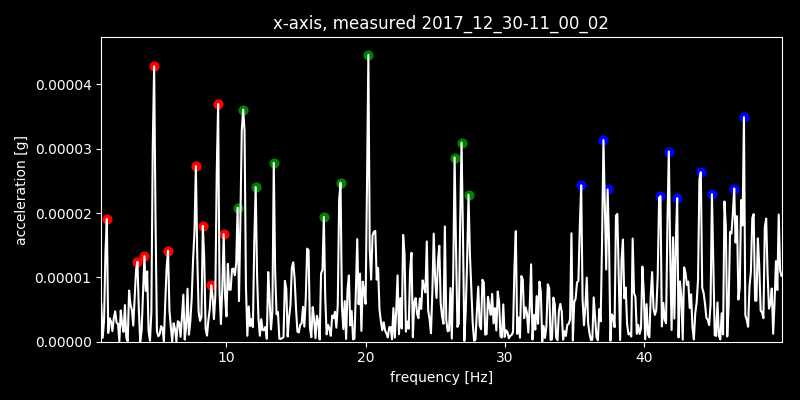 x-axis, measured 2017_12_30-11_00_02
acceleration [g]
0.00004
0.00003
0.00002
0.00001
0.00000
10 20 30 40
frequency [Hz]